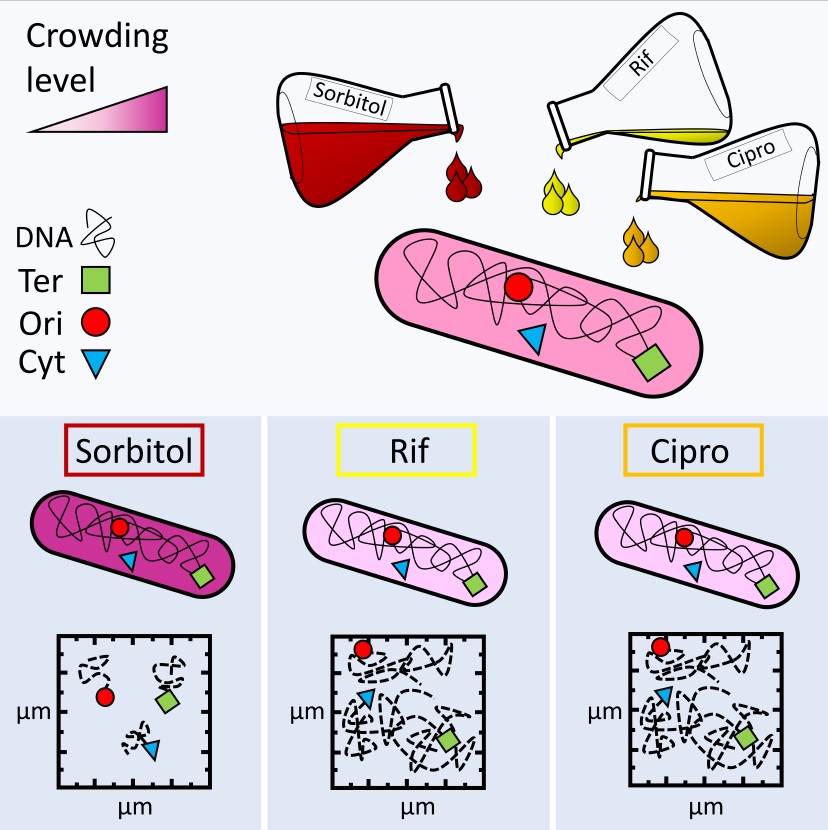 Crowding
level
Sorbitol
Rif
Cipro
DNA
Ter
Ori
Cyt
Sorbitol
Rif
Cipro
µm
µm
µm
µm
µm
µm